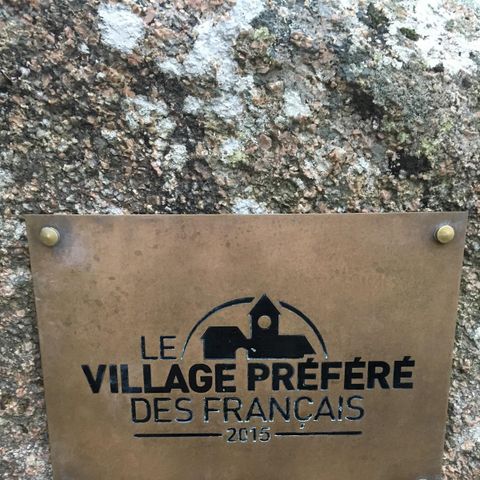 LE
VILLAGE PRÉFÉRÉ
DES FRANÇAIS
2015